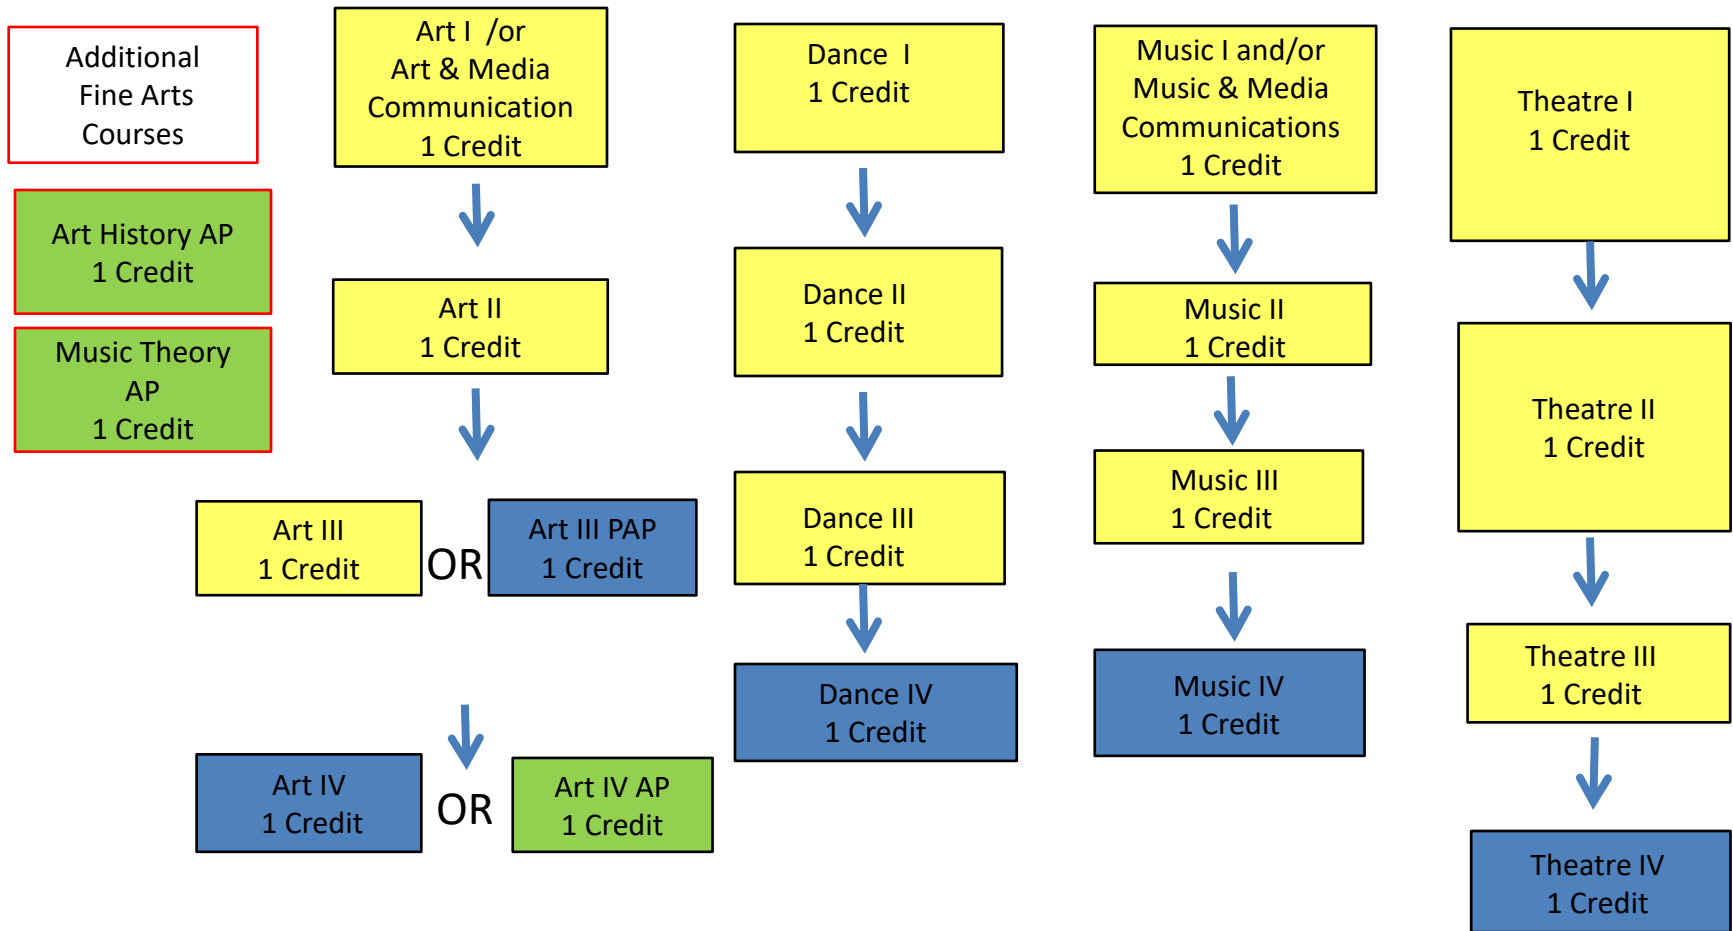 Additional
Fine Arts
Courses
Art History AP
1 Credit
Music Theory
AP
1 Credit
Art I /or
Art & Media
Communication
1 Credit
Art II
1 Credit
Art III
1 Credit
OR
Art III PAP
1 Credit
Art IV
1 Credit
OR
Art IV AP
1 Credit
Dance I
1 Credit
Dance II
1 Credit
Dance III
1 Credit
Dance IV
1 Credit
Music I and/or
Music & Media
Communications
1 Credit
Music II
1 Credit
Music III
1 Credit
Music IV
1 Credit
Theatre I
1 Credit
Theatre II
1 Credit
Theatre III
1 Credit
Theatre IV
1 Credit